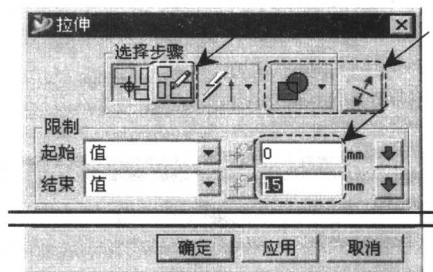 拉伸
选择步骤
限制
起始 值 0 mm
结束 值 15 mm
确定 应用 取消